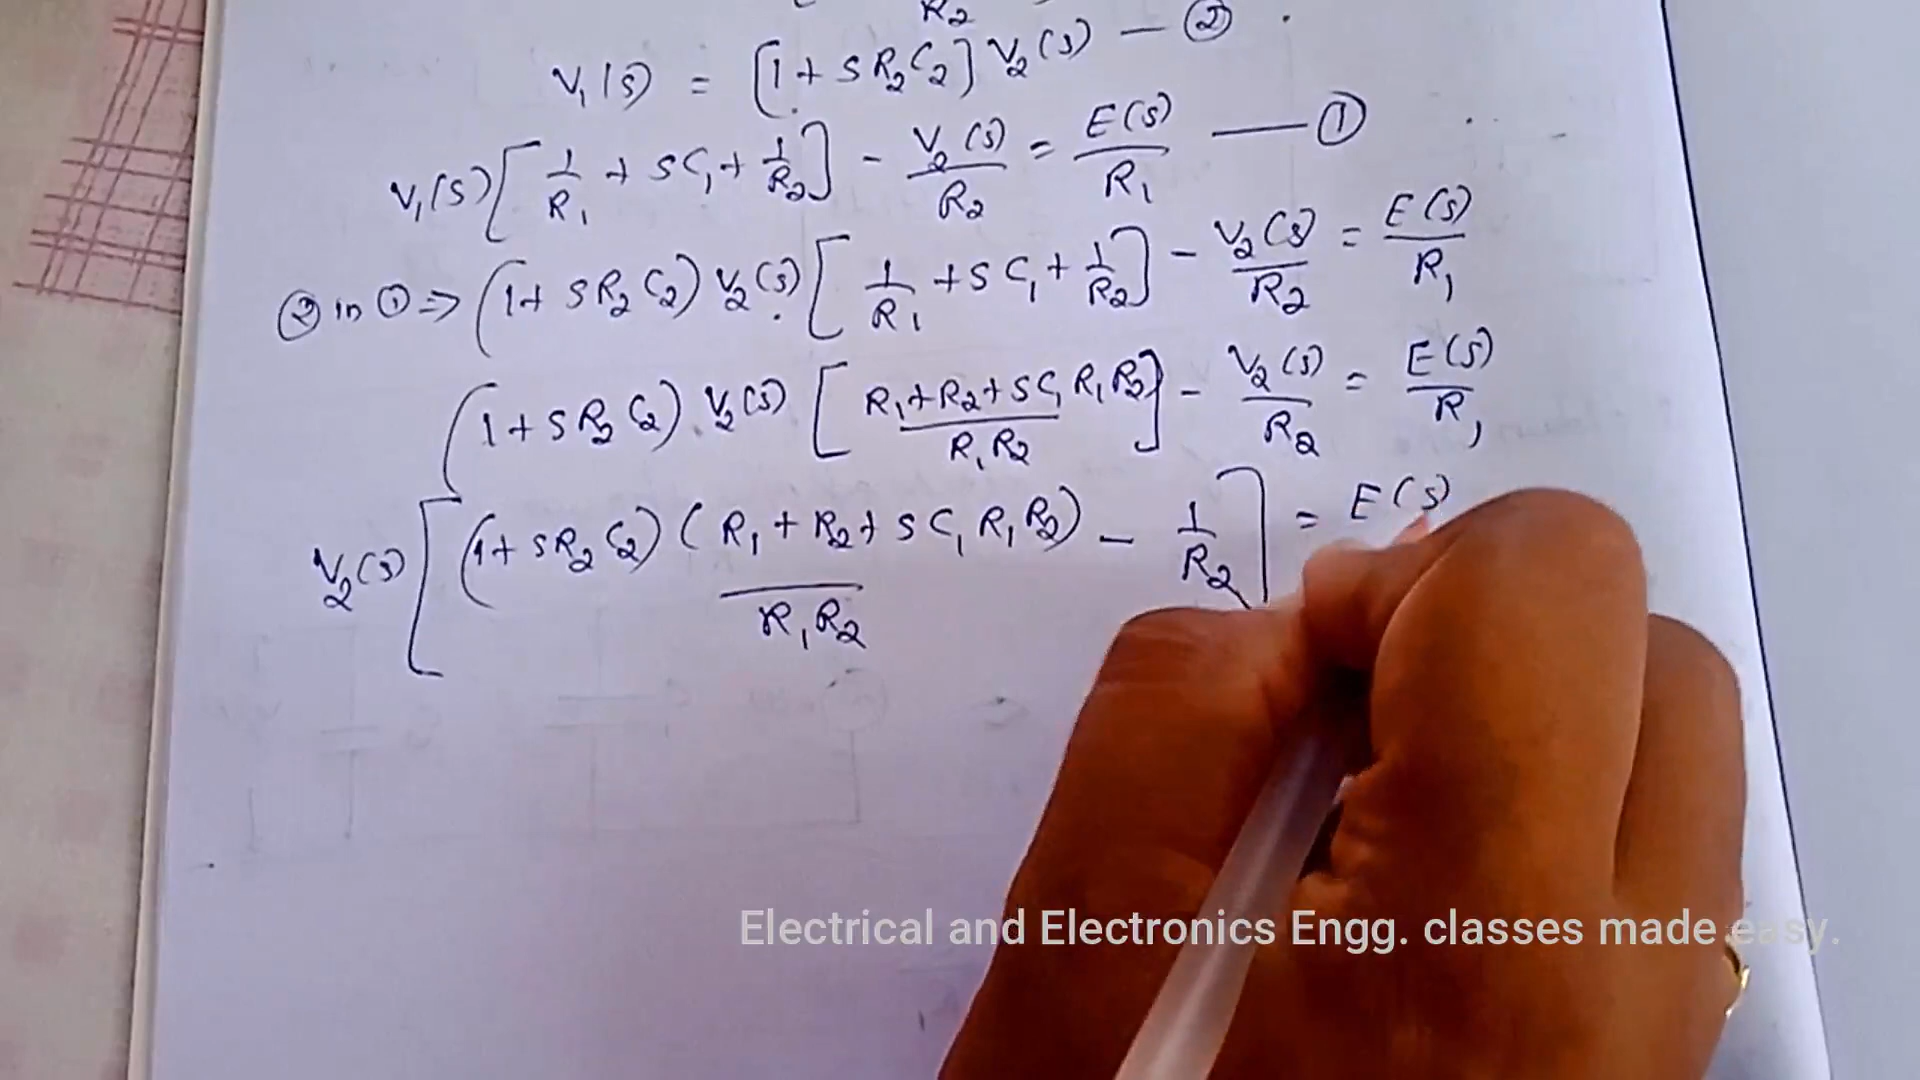 R₂
V₁(s) = [1 + SR₂C₂] V₂(s) — ②
V₁(s) [1/R₁ + SC₁ + 1/R₂] - V₂(s)/R₂ = E(s)/R₁ — ①
② in ① ⇒ (1 + SR₂C₂) V₂(s) [1/R₁ + SC₁ + 1/R₂] - V₂(s)/R₂ = E(s)/R₁
(1 + SR₂C₂) . V₂(s) [R₁ + R₂ + SC₁R₁R₂ / R₁R₂] - V₂(s)/R₂ = E(s)/R₁
V₂(s) [(1 + SR₂C₂) (R₁ + R₂ + SC₁R₁R₂) / R₁R₂ - 1/R₂] = E(s)
Electrical and Electronics Engg. classes made easy.